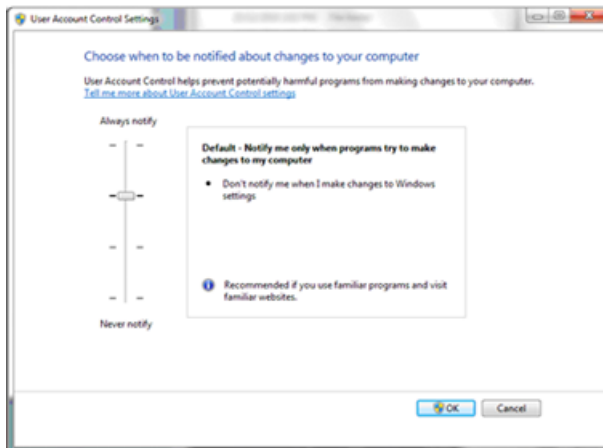 User Account Control Settings
Choose when to be notified about changes to your computer
User Account Control helps prevent potentially harmful programs from making changes to your computer.
Tell me more about User Account Control settings
Always notify
Default - Notify me only when programs try to make
changes to my computer
• Don't notify me when I make changes to Windows
settings
Recommended if you use familiar programs and visit
familiar websites.
Never notify
OK
Cancel